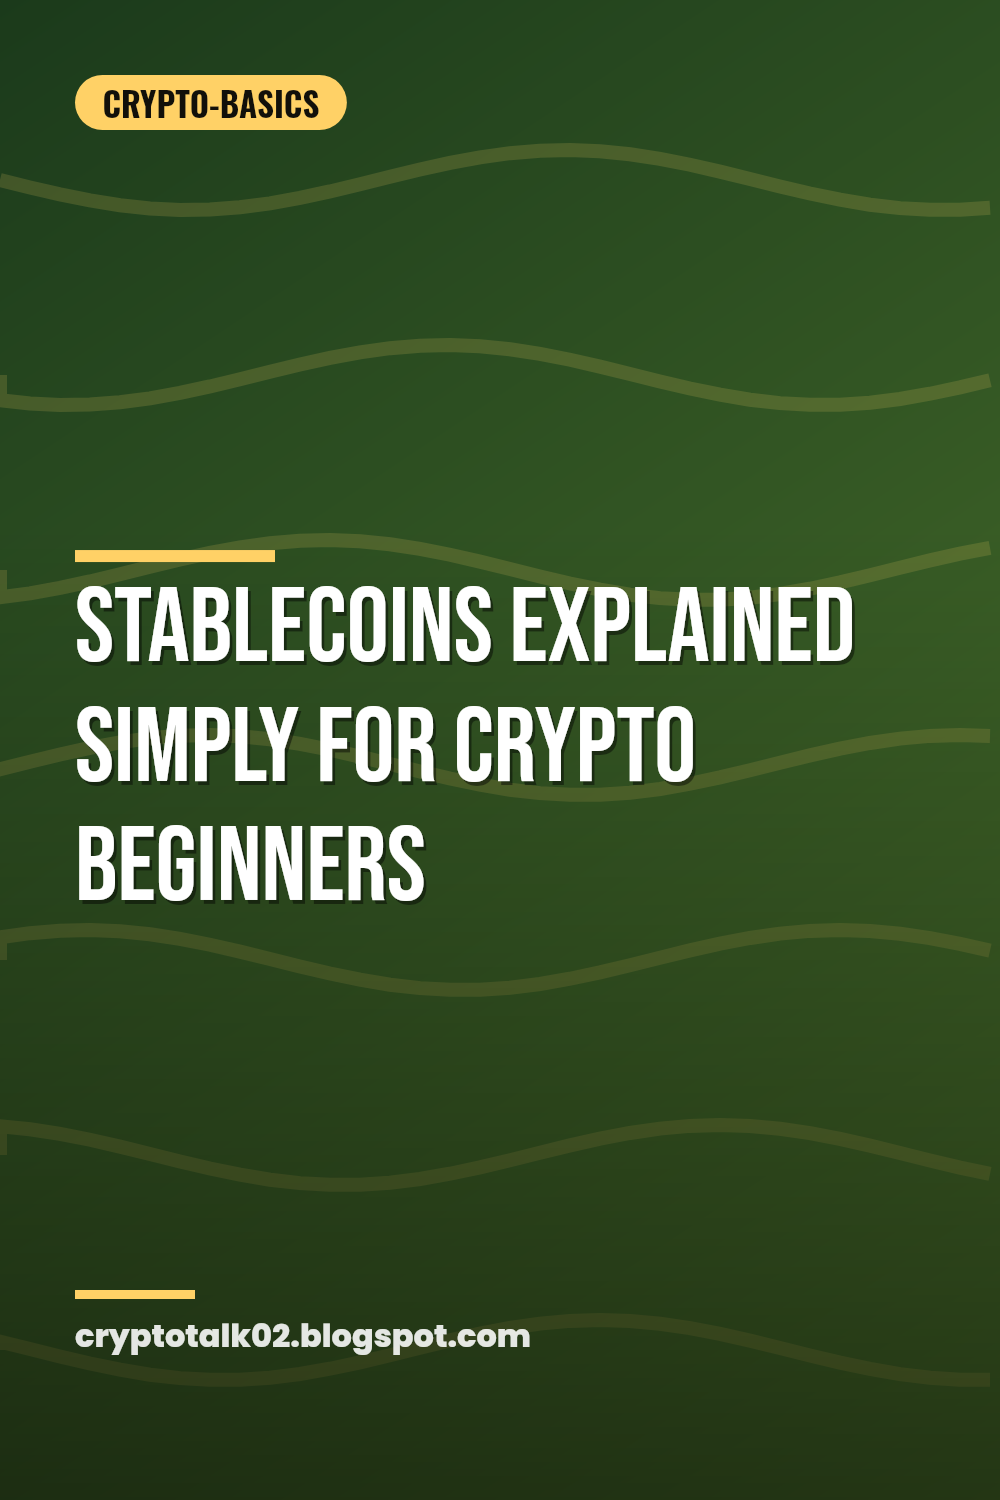 CRYPTO-BASICS
STABLECOINS EXPLAINED
SIMPLY FOR CRYPTO
BEGINNERS
cryptotalk02.blogspot.com